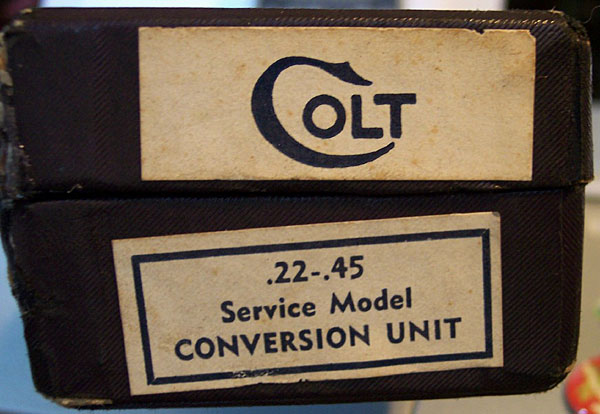 COLT
.22-.45
Service Model
CONVERSION UNIT